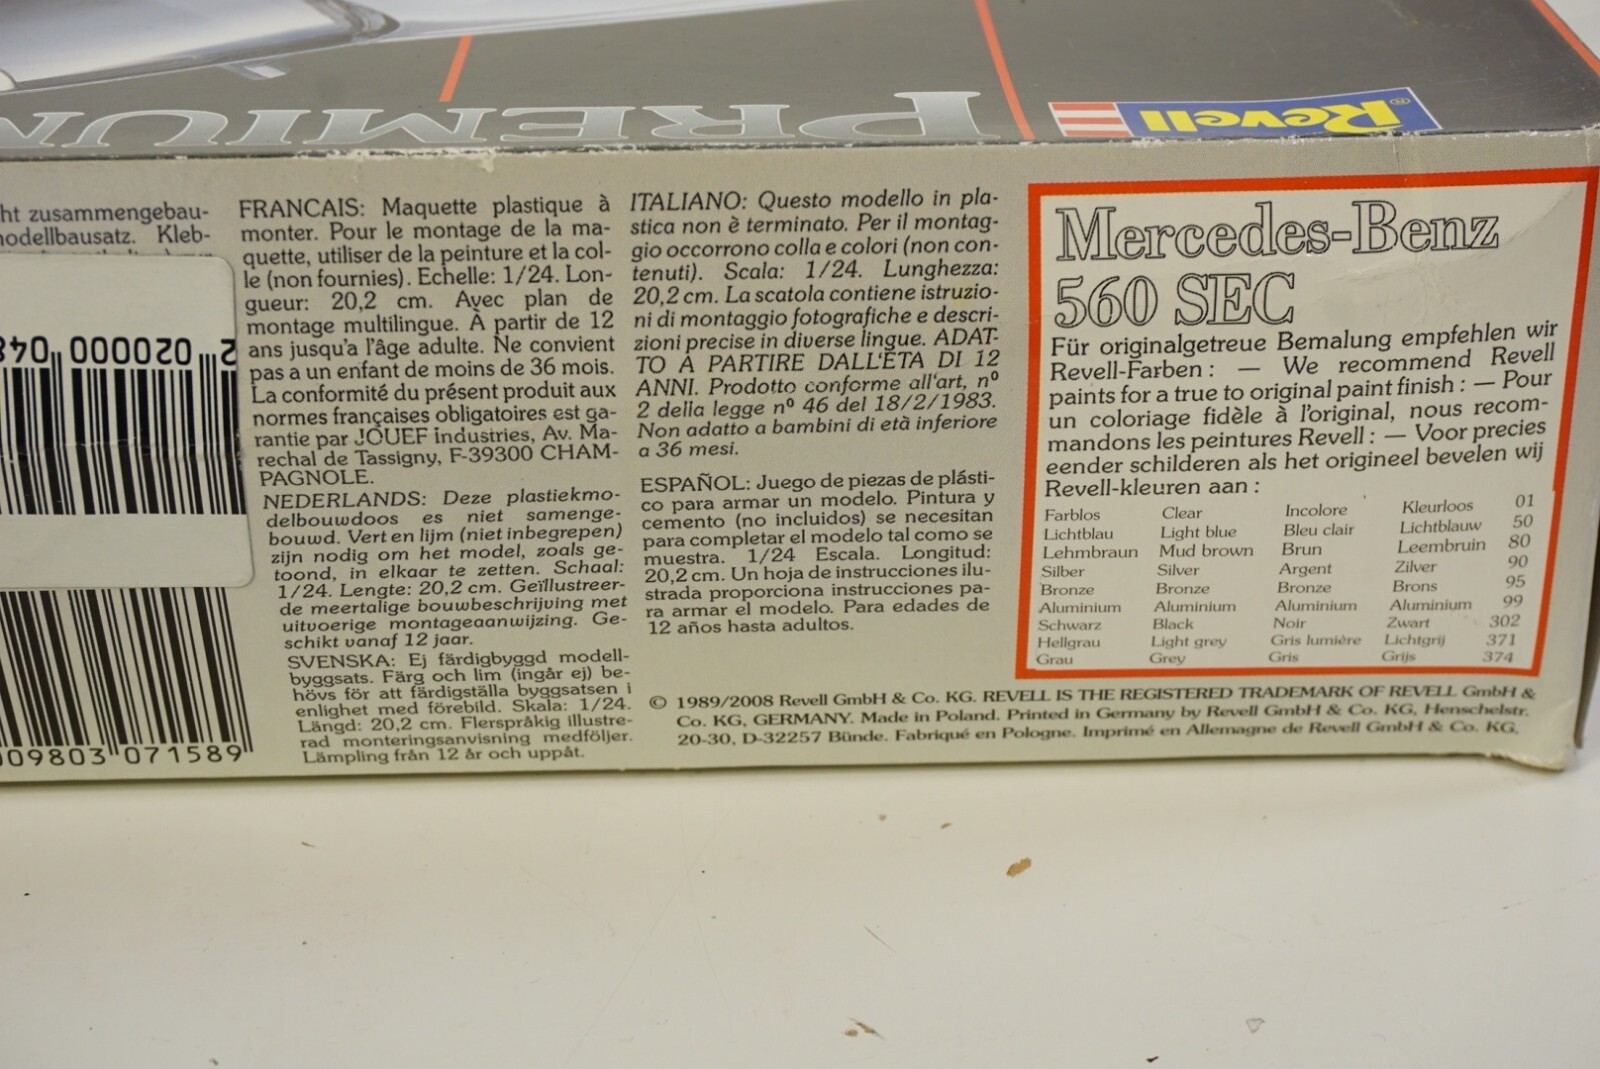 PREMIUM
Revell®
ht zusammengebau-
odellbausatz. Kleb-
020000
009803 071589
FRANCAIS: Maquette plastique à
monter. Pour le montage de la ma-
quette, utiliser de la peinture et la col-
le (non fournies). Echelle: 1/24. Lon-
gueur: 20,2 cm. Avec plan de
montage multilingue. À partir de 12
ans jusqu'a l'âge adulte. Ne convient
pas a un enfant de moins de 36 mois.
La conformité du présent produit aux
normes françaises obligatoires est ga-
rantie par JOUEF Industries, Av. Ma-
rechal de Tassigny, F-39300 CHAM-
PAGNOLE.
NEDERLANDS: Deze plastiekmo-
delbouwdoos es niet samenge-
bouwd. Vert en lijm (niet inbegrepen)
zijn nodig om het model, zoals ge-
toond, in elkaar te zetten. Schaal:
1/24. Lengte: 20,2 cm. Geïllustreer-
de meertalige bouwbeschrijving met
uitvoerige montageaanwijzing. Ge-
schikt vanaf 12 jaar.
SVENSKA: Ej färdigbyggd modell-
byggsats. Färg och lim (ingår ej) be-
hövs för att färdigställa byggsatsen i
enlighet med förebild. Skala: 1/24.
Längd: 20,2 cm. Flerspråkig illustre-
rad monteringsanvisning medföljer.
Lämpling från 12 år och uppåt.
ITALIANO: Questo modello in pla-
stica non è terminato. Per il montag-
gio occorrono colla e colori (non con-
tenuti). Scala: 1/24. Lunghezza:
20,2 cm. La scatola contiene istruzio-
ni di montaggio fotografiche e descri-
zioni precise in diverse lingue. ADAT-
TO A PARTIRE DALL'ETA DI 12
ANNI. Prodotto conforme all'art, nº
2 della legge nº 46 del 18/2/1983.
Non adatto a bambini di età inferiore
a 36 mesi.
ESPAÑOL: Juego de piezas de plásti-
co para armar un modelo. Pintura y
cemento (no incluidos) se necesitan
para completar el modelo tal como se
muestra. 1/24 Escala. Longitud:
20,2 cm. Un hoja de instrucciones ilu-
strada proporciona instrucciones pa-
ra armar el modelo. Para edades de
12 años hasta adultos.
Mercedes-Benz
560 SEC
Für originalgetreue Bemalung empfehlen wir
Revell-Farben : — We recommend Revell
paints for a true to original paint finish : — Pour
un coloriage fidèle à l'original, nous recom-
mandons les peintures Revell : — Voor precies
eender schilderen als het origineel bevelen wij
Revell-kleuren aan :
Farblos Clear Incolore Kleurloos 01
Lichtblau Light blue Bleu clair Lichtblauw 50
Lehmbraun Mud brown Brun Leembruin 80
Silber Silver Argent Zilver 90
Bronze Bronze Bronze Brons 95
Aluminium Aluminium Aluminium Aluminium 99
Schwarz Black Noir Zwart 302
Hellgrau Light grey Gris lumière Lichtgrij 371
Grau Grey Gris Grijs 374
© 1989/2008 Revell GmbH & Co. KG. REVELL IS THE REGISTERED TRADEMARK OF REVELL GmbH &
Co. KG, GERMANY. Made in Poland. Printed in Germany by Revell GmbH & Co. KG, Henschelstr.
20-30, D-32257 Bünde. Fabriqué en Pologne. Imprimé en Allemagne de Revell GmbH & Co. KG.